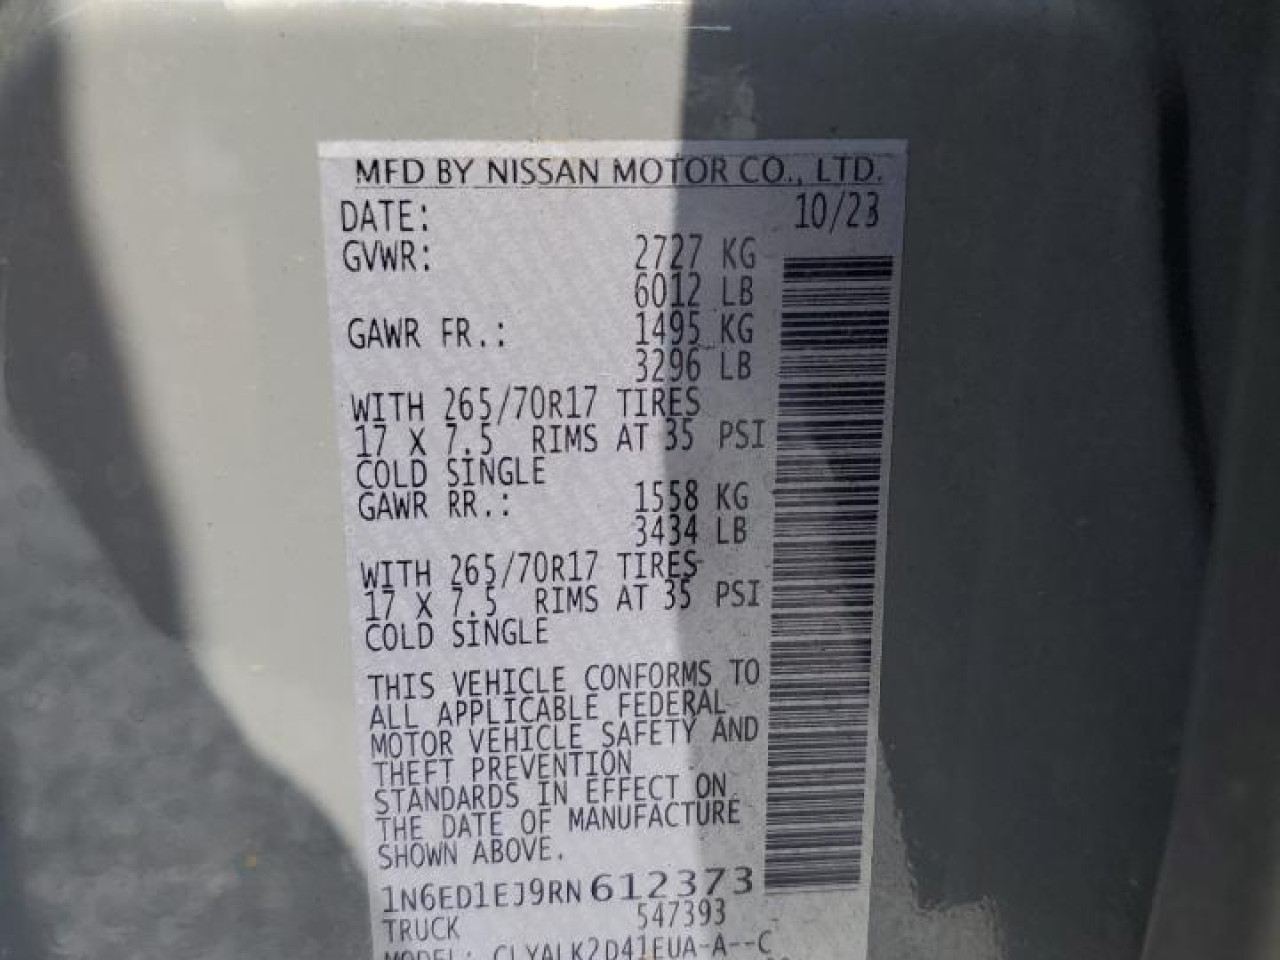 MFD BY NISSAN MOTOR CO., LTD.
DATE: 10/23
GVWR: 2727 KG
6012 LB
GAWR FR.: 1495 KG
3296 LB
WITH 265/70R17 TIRES
17 X 7.5 RIMS AT 35 PSI
COLD SINGLE
GAWR RR.: 1558 KG
3434 LB
WITH 265/70R17 TIRES
17 X 7.5 RIMS AT 35 PSI
COLD SINGLE
THIS VEHICLE CONFORMS TO
ALL APPLICABLE FEDERAL
MOTOR VEHICLE SAFETY AND
THEFT PREVENTION
STANDARDS IN EFFECT ON
THE DATE OF MANUFACTURE
SHOWN ABOVE.
1N6ED1EJ9RN612373
TRUCK 547393
MODEL: CLYALK2D41EUA-A--C